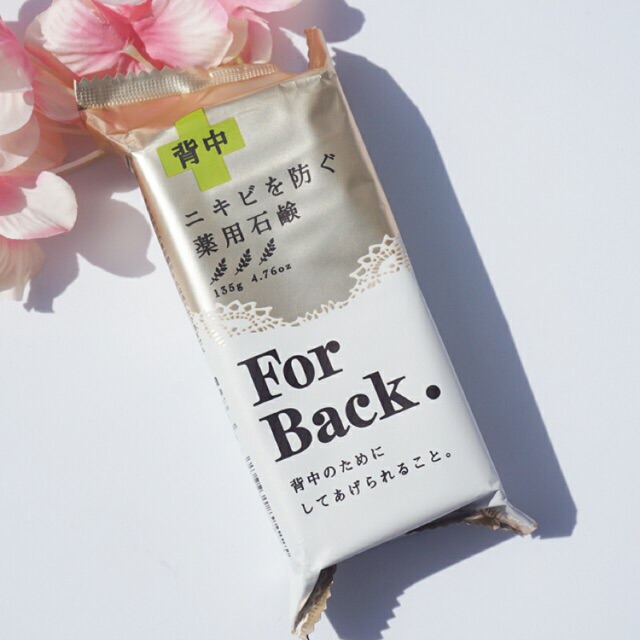 背中
ニキビを防ぐ
薬用石鹸
135g 4.76oz
For
Back.
背中のために
してあげられること。